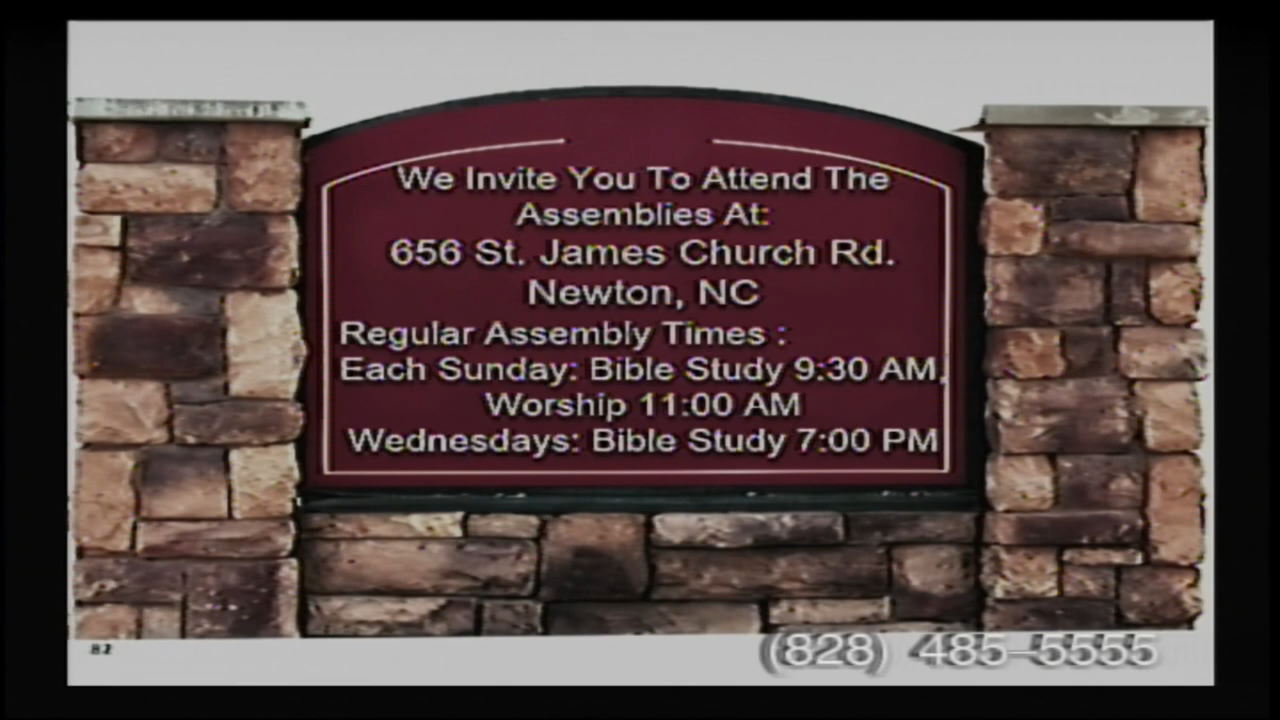 We Invite You To Attend The
Assemblies At:
656 St. James Church Rd.
Newton, NC
Regular Assembly Times :
Each Sunday: Bible Study 9:30 AM,
Worship 11:00 AM
Wednesdays: Bible Study 7:00 PM
(828) 485-5555